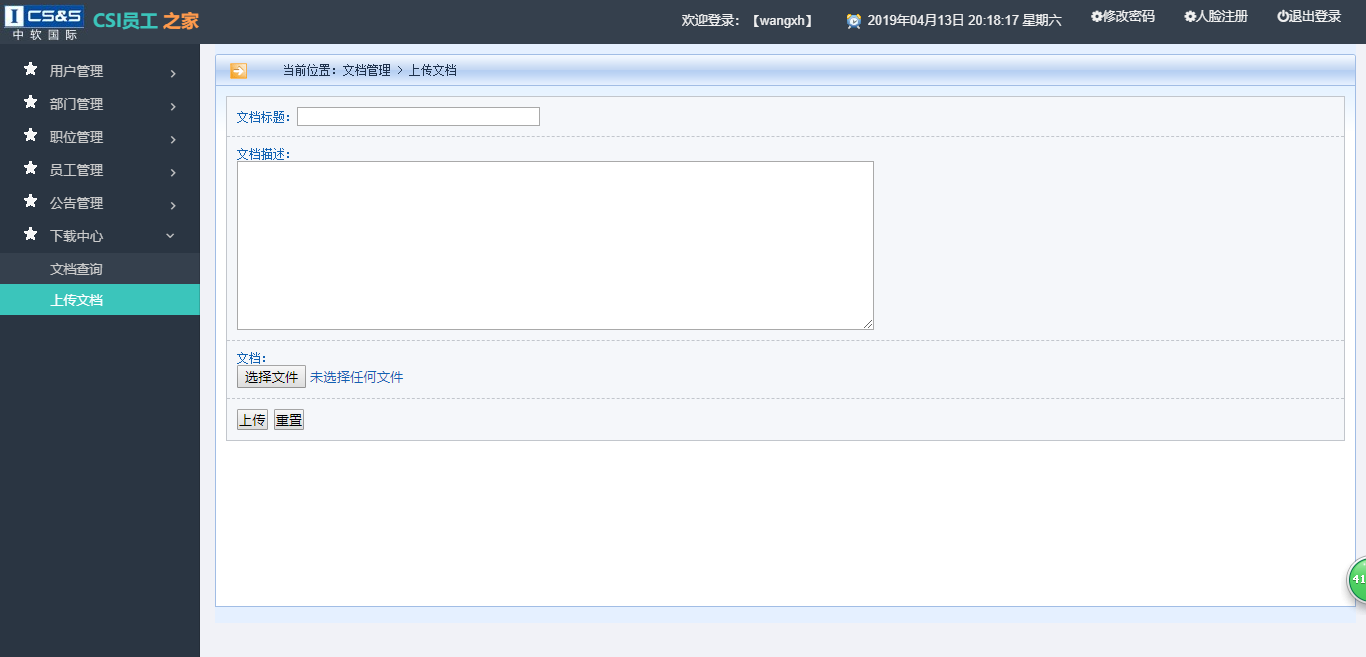 CS&S
中软国际
CSI员工 之家
欢迎登录： 【wangxh】
2019年04月13日 20:18:17 星期六
修改密码
人脸注册
退出登录
用户管理
部门管理
职位管理
员工管理
公告管理
下载中心
文档查询
上传文档
当前位置：文档管理 > 上传文档
文档标题：
文档描述：
文档：
选择文件 未选择任何文件
上传 重置
41